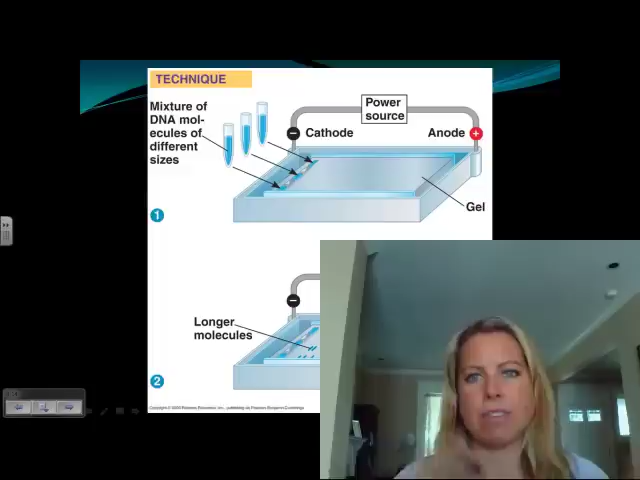 TECHNIQUE
Mixture of
DNA mol-
ecules of
different
sizes
Power
source
Cathode
Anode
Gel
1
Longer
molecules
2